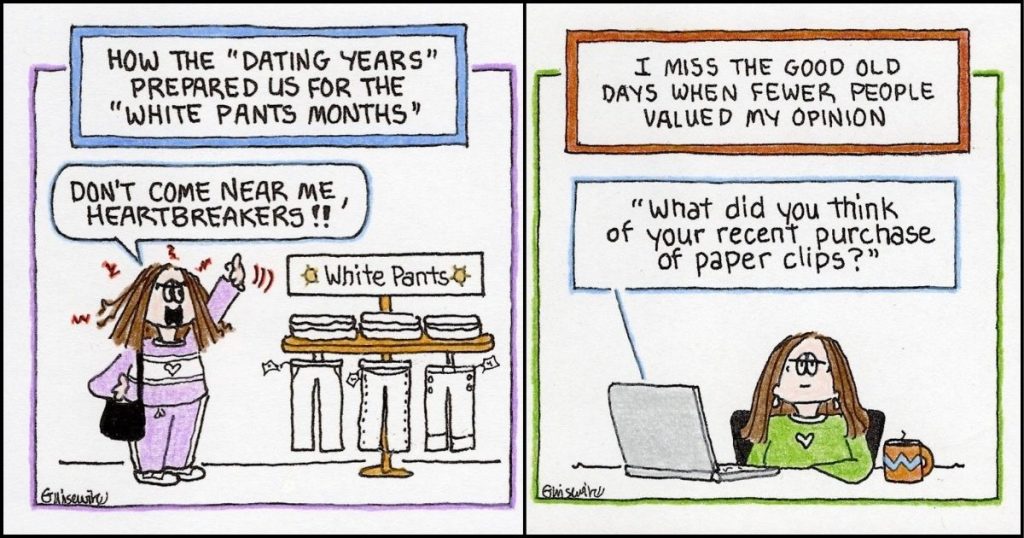 HOW THE "DATING YEARS"
PREPARED US FOR THE
"WHITE PANTS MONTHS"
DON'T COME NEAR ME,
HEARTBREAKERS!!
White Pants
Guisewite
I MISS THE GOOD OLD
DAYS WHEN FEWER PEOPLE
VALUED MY OPINION
"What did you think
of your recent purchase
of paper clips?"
Guisewite